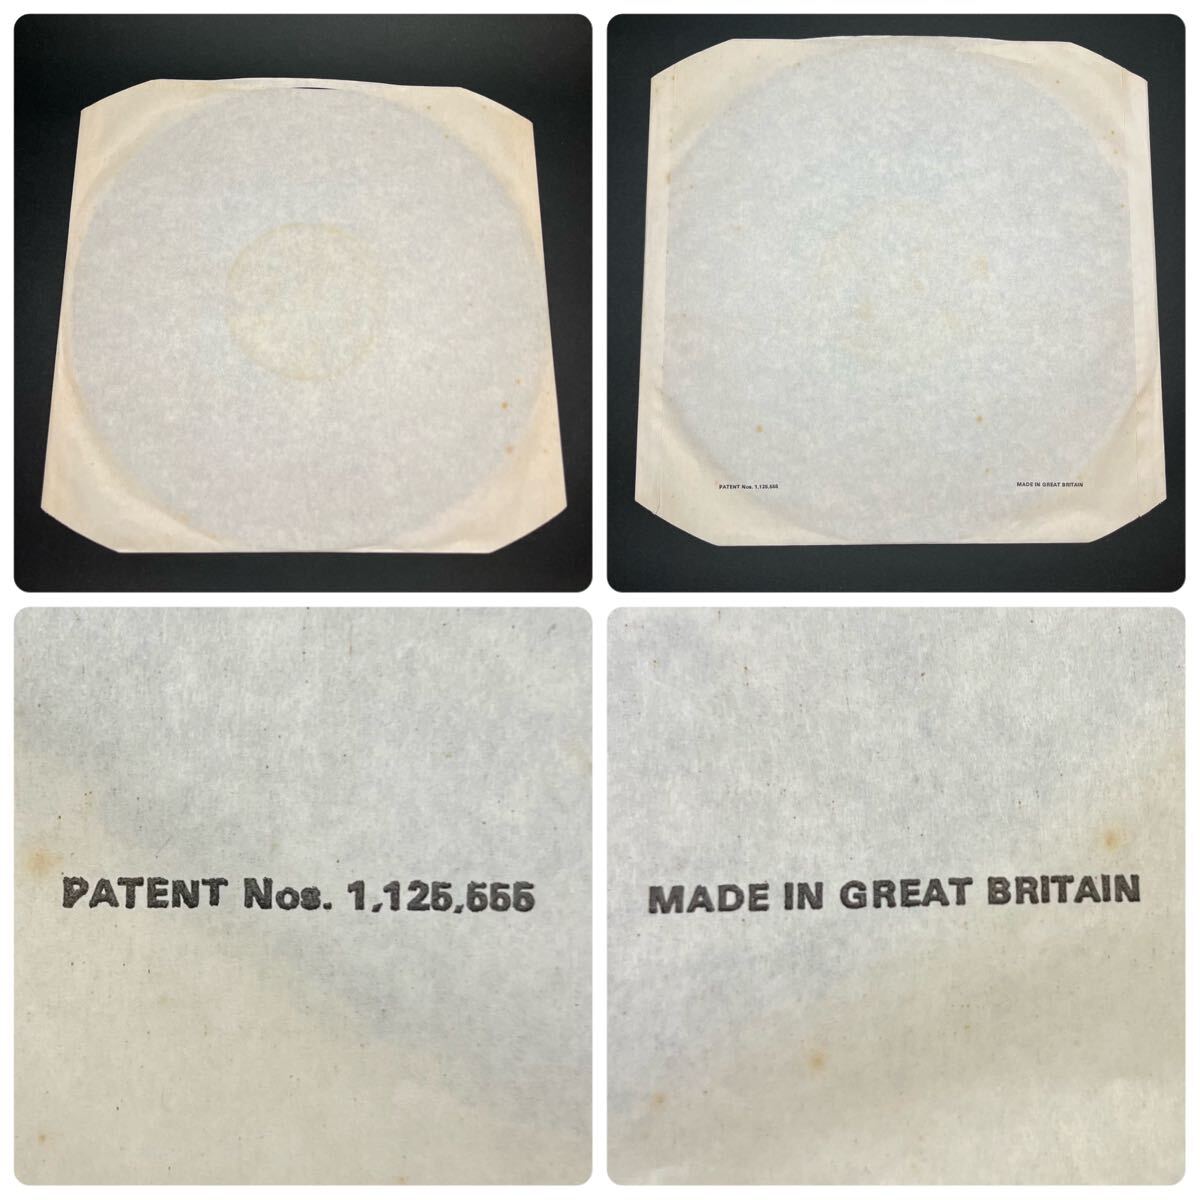 PATENT Nos. 1,125,555
MADE IN GREAT BRITAIN
PATENT Nos. 1,125,555
MADE IN GREAT BRITAIN